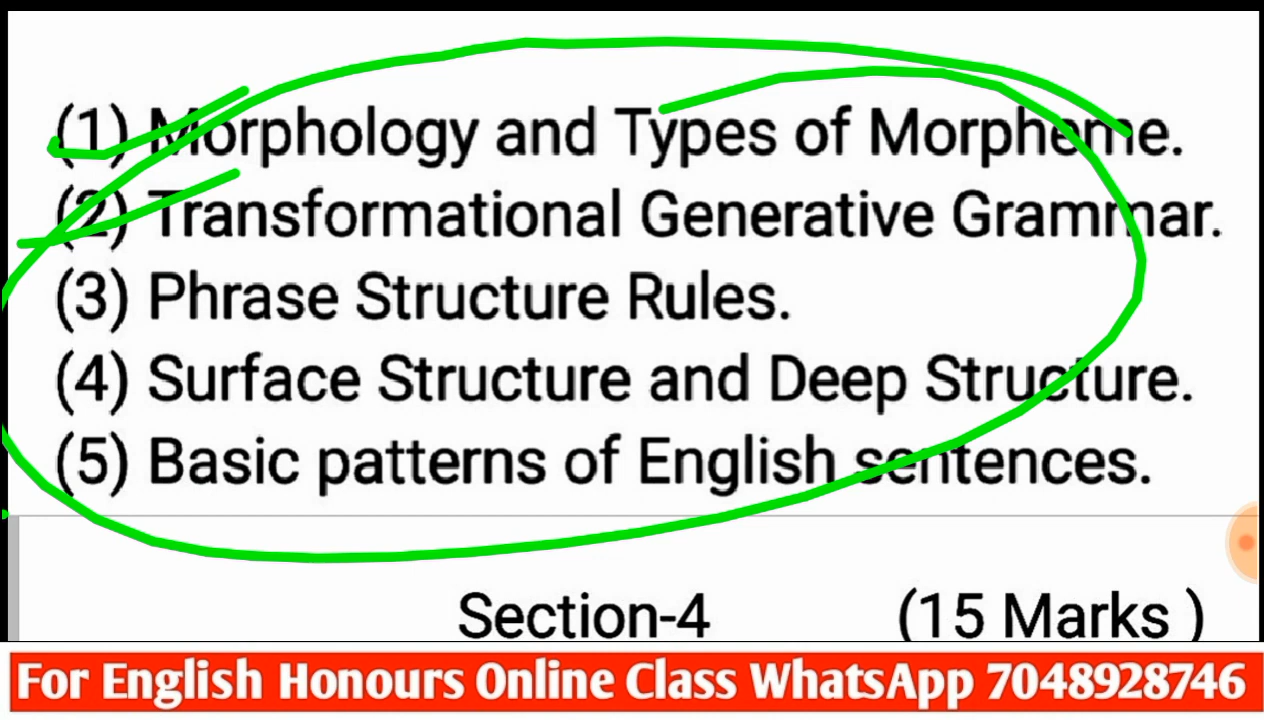 (1) Morphology and Types of Morpheme.
(2) Transformational Generative Grammar.
(3) Phrase Structure Rules.
(4) Surface Structure and Deep Structure.
(5) Basic patterns of English sentences.
Section-4 (15 Marks )
For English Honours Online Class WhatsApp 7048928746